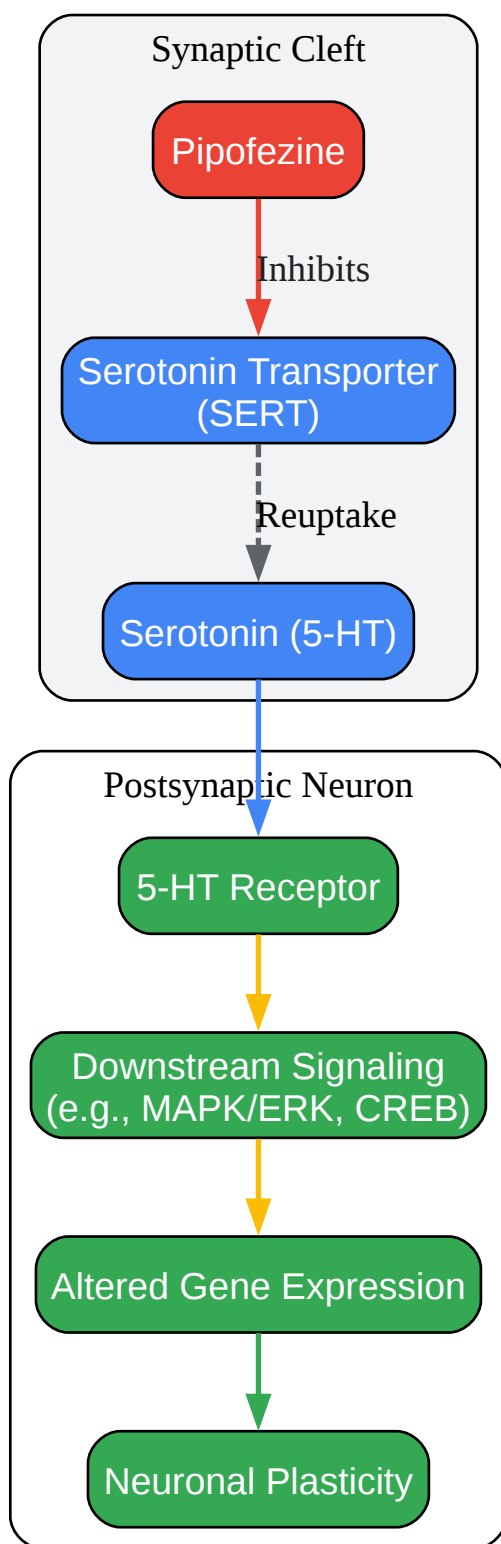 Synaptic Cleft
Pipofezine
Inhibits
Serotonin Transporter
(SERT)
Reuptake
Serotonin (5-HT)
Postsynaptic Neuron
5-HT Receptor
Downstream Signaling
(e.g., MAPK/ERK, CREB)
Altered Gene Expression
Neuronal Plasticity